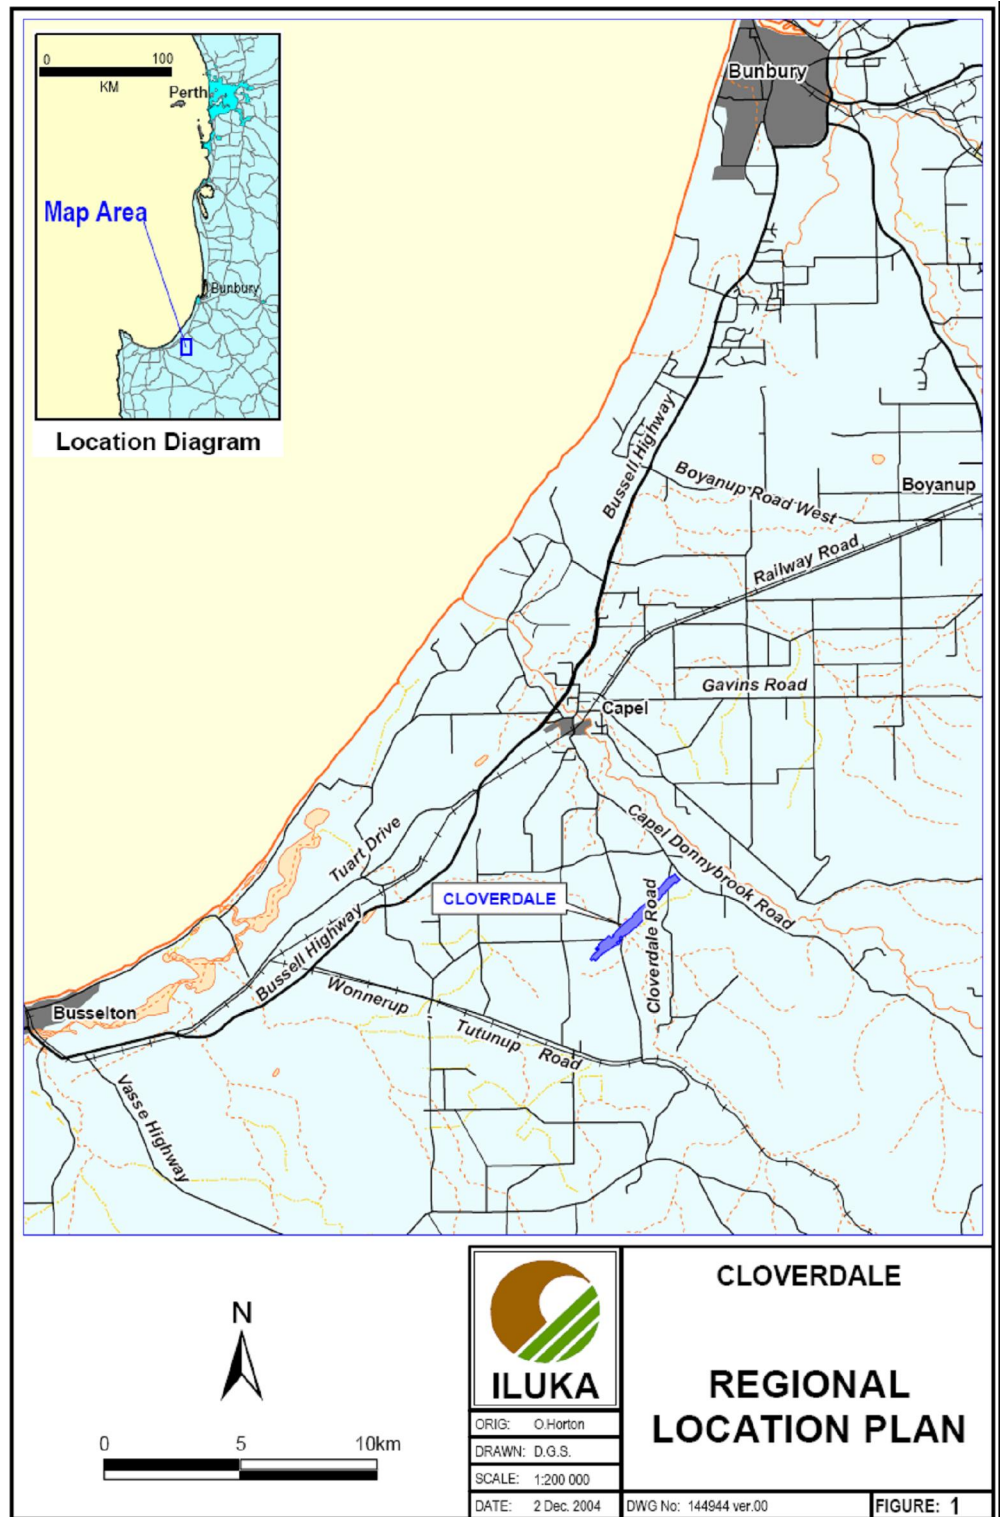 0 100
KM
Perth
Map Area
Bunbury
Location Diagram
Bunbury
Bussell Highway
Boyanup Road West
Boyanup
Railway Road
Gavins Road
Capel
Tuart Drive
Capel Donnybrook Road
CLOVERDALE
Cloverdale Road
Bussell Highway
Wonnerup - Tutunup Road
Busselton
Vasse Highway
N
0 5 10km
ILUKA
ORIG: O.Horton
DRAWN: D.G.S.
SCALE: 1:200 000
DATE: 2 Dec. 2004
CLOVERDALE
REGIONAL
LOCATION PLAN
DWG No: 144944 ver.00
FIGURE: 1